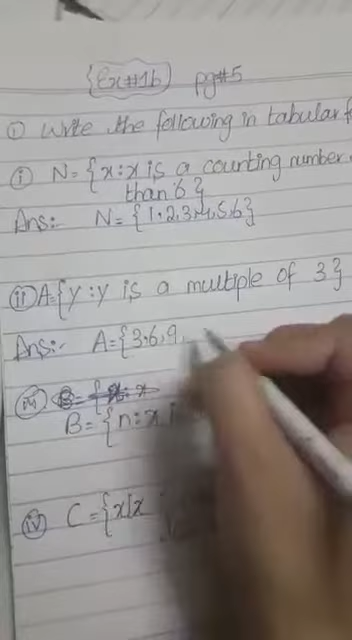 {Ex#1b} pg#5
① Write the following in tabular
(i) N={x:x is a counting number
than 6}
Ans:- N={1,2,3,4,5,6}
(ii) A={y:y is a multiple of 3}
Ans:- A={3,6,9,
(iii)
B={n:x
(iv) C={x|x